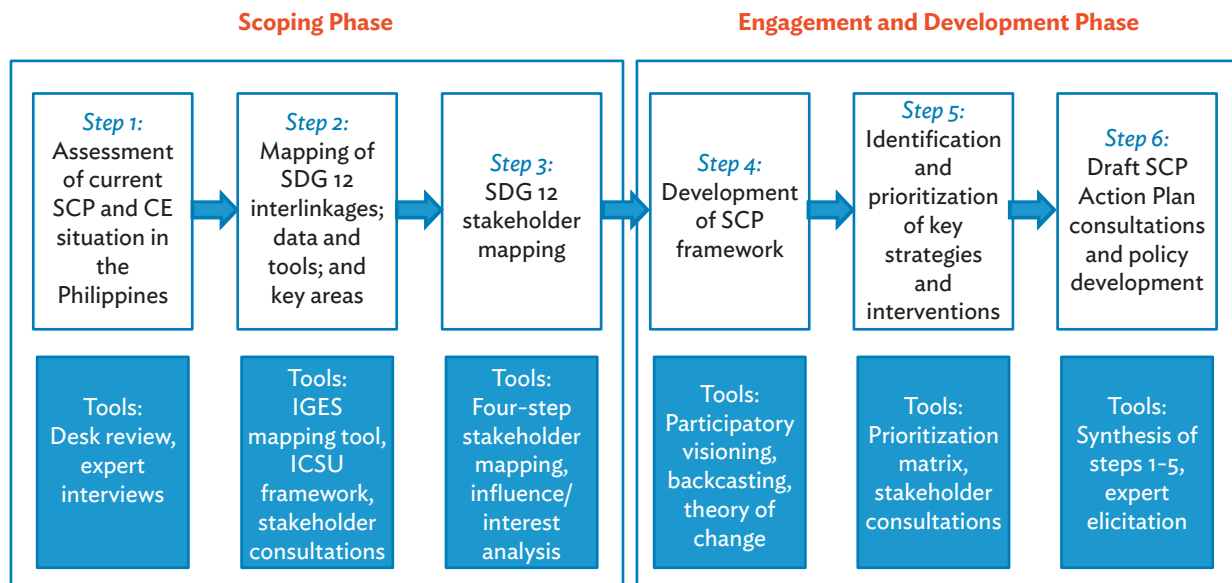 Scoping Phase
Engagement and Development Phase
Step 1:
Assessment
of current
SCP and CE
situation in
the
Philippines
Step 2:
Mapping of
SDG 12
interlinkages;
data and
tools; and
key areas
Step 3:
SDG 12
stakeholder
mapping
Step 4:
Development
of SCP
framework
Step 5:
Identification
and
prioritization
of key
strategies
and
interventions
Step 6:
Draft SCP
Action Plan
consultations
and policy
development
Tools:
Desk review,
expert
interviews
Tools:
IGES
mapping tool,
ICSU
framework,
stakeholder
consultations
Tools:
Four-step
stakeholder
mapping,
influence/
interest
analysis
Tools:
Participatory
visioning,
backcasting,
theory of
change
Tools:
Prioritization
matrix,
stakeholder
consultations
Tools:
Synthesis of
steps 1-5,
expert
elicitation